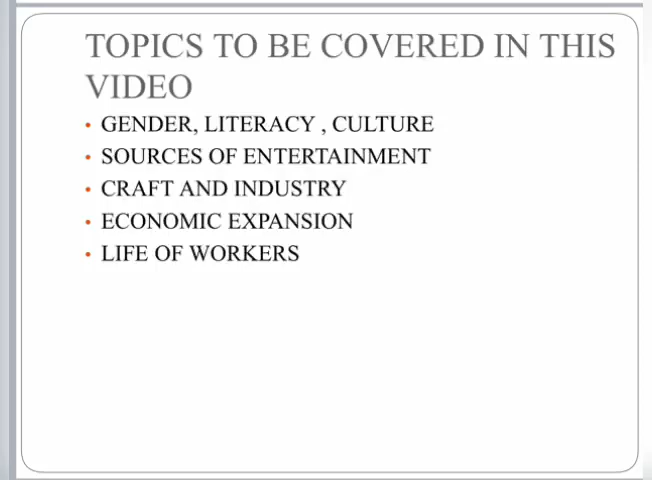 TOPICS TO BE COVERED IN THIS
VIDEO
• GENDER, LITERACY , CULTURE
• SOURCES OF ENTERTAINMENT
• CRAFT AND INDUSTRY
• ECONOMIC EXPANSION
• LIFE OF WORKERS